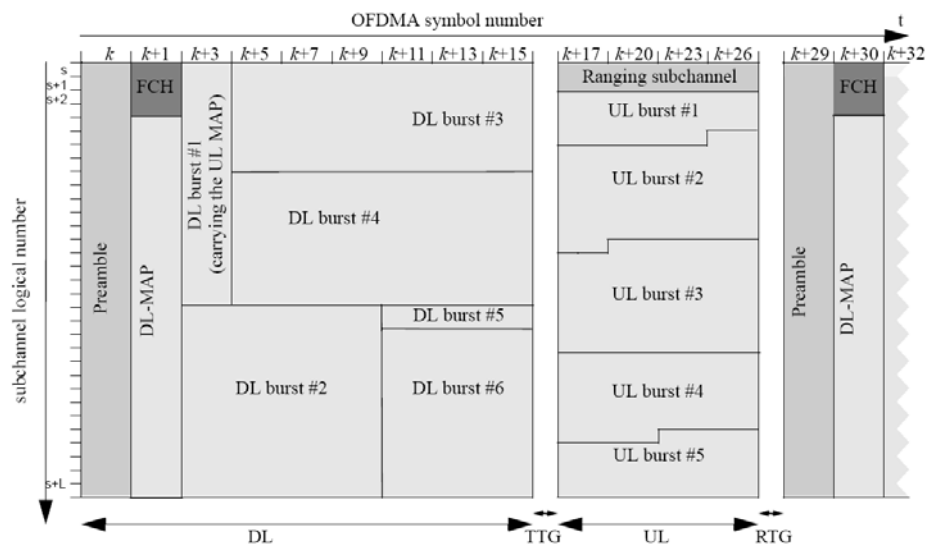 OFDMA symbol number
t
k k+1 k+3 k+5 k+7 k+9 k+11 k+13 k+15 k+17 k+20 k+23 k+26 k+29 k+30 k+32
subchannel logical number
s
s+1
s+2
s+L
Preamble
FCH
DL-MAP
DL burst #1
(carrying the UL MAP)
DL burst #3
DL burst #4
DL burst #2
DL burst #5
DL burst #6
Ranging subchannel
UL burst #1
UL burst #2
UL burst #3
UL burst #4
UL burst #5
Preamble
FCH
DL-MAP
DL TTG UL RTG